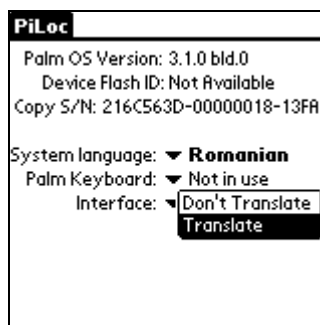 PiLoc
Palm OS Version: 3.1.0 bld.0
Device Flash ID: Not Available
Copy S/N: 216C563D-00000018-13FA
System language: Romanian
Palm Keyboard: Not in use
Interface: Don't Translate
Translate